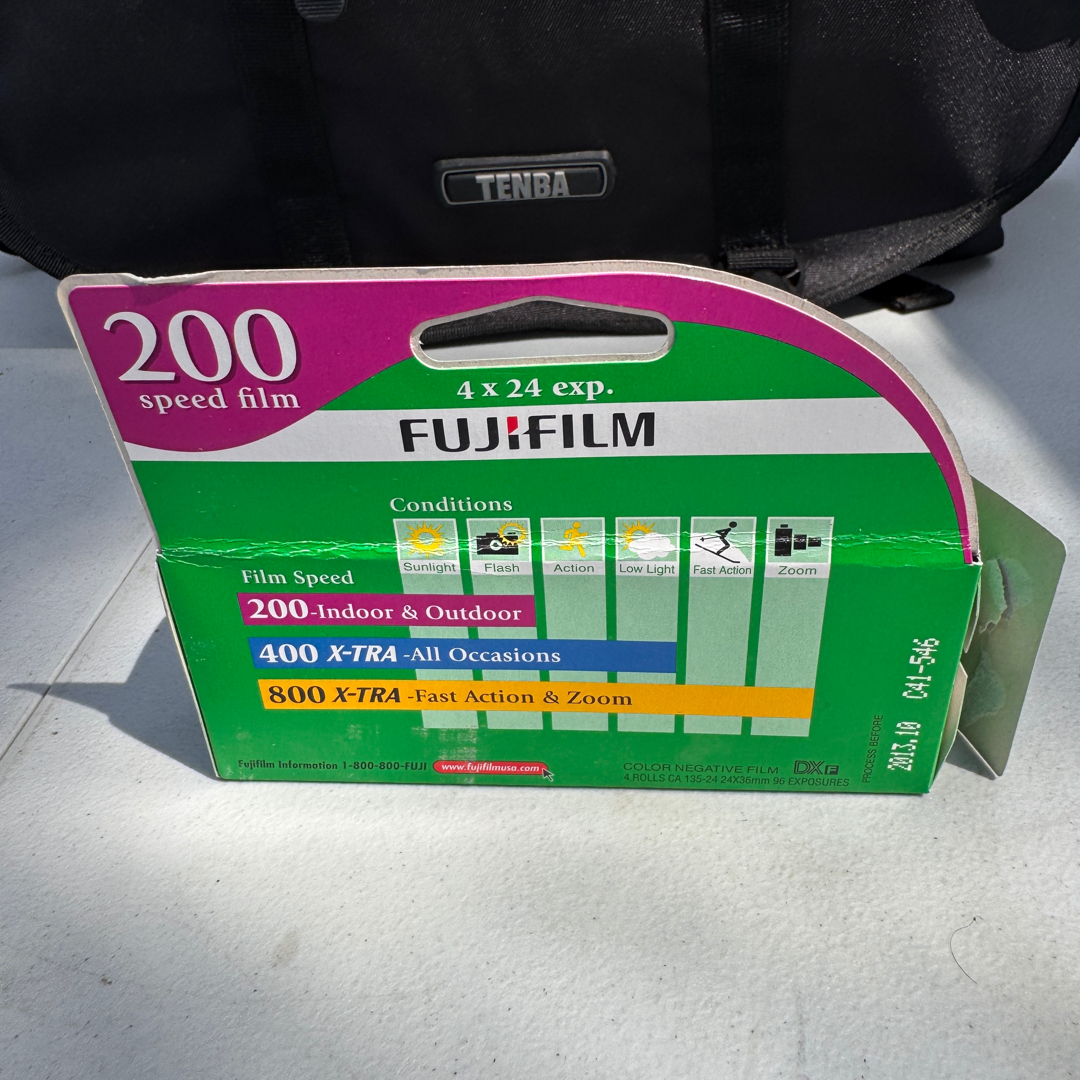 TENBA
200
speed film
4 x 24 exp.
FUJIFILM
Conditions
Sunlight Flash Action Low Light Fast Action Zoom
Film Speed
200-Indoor & Outdoor
400 X-TRA -All Occasions
800 X-TRA -Fast Action & Zoom
Fujifilm Information 1-800-800-FUJI www.fujifilmusa.com
COLOR NEGATIVE FILM DX F
4.ROLLS CA 135-24 24X36mm 96 EXPOSURES
PROCESS BEFORE
2013.10 C41-546